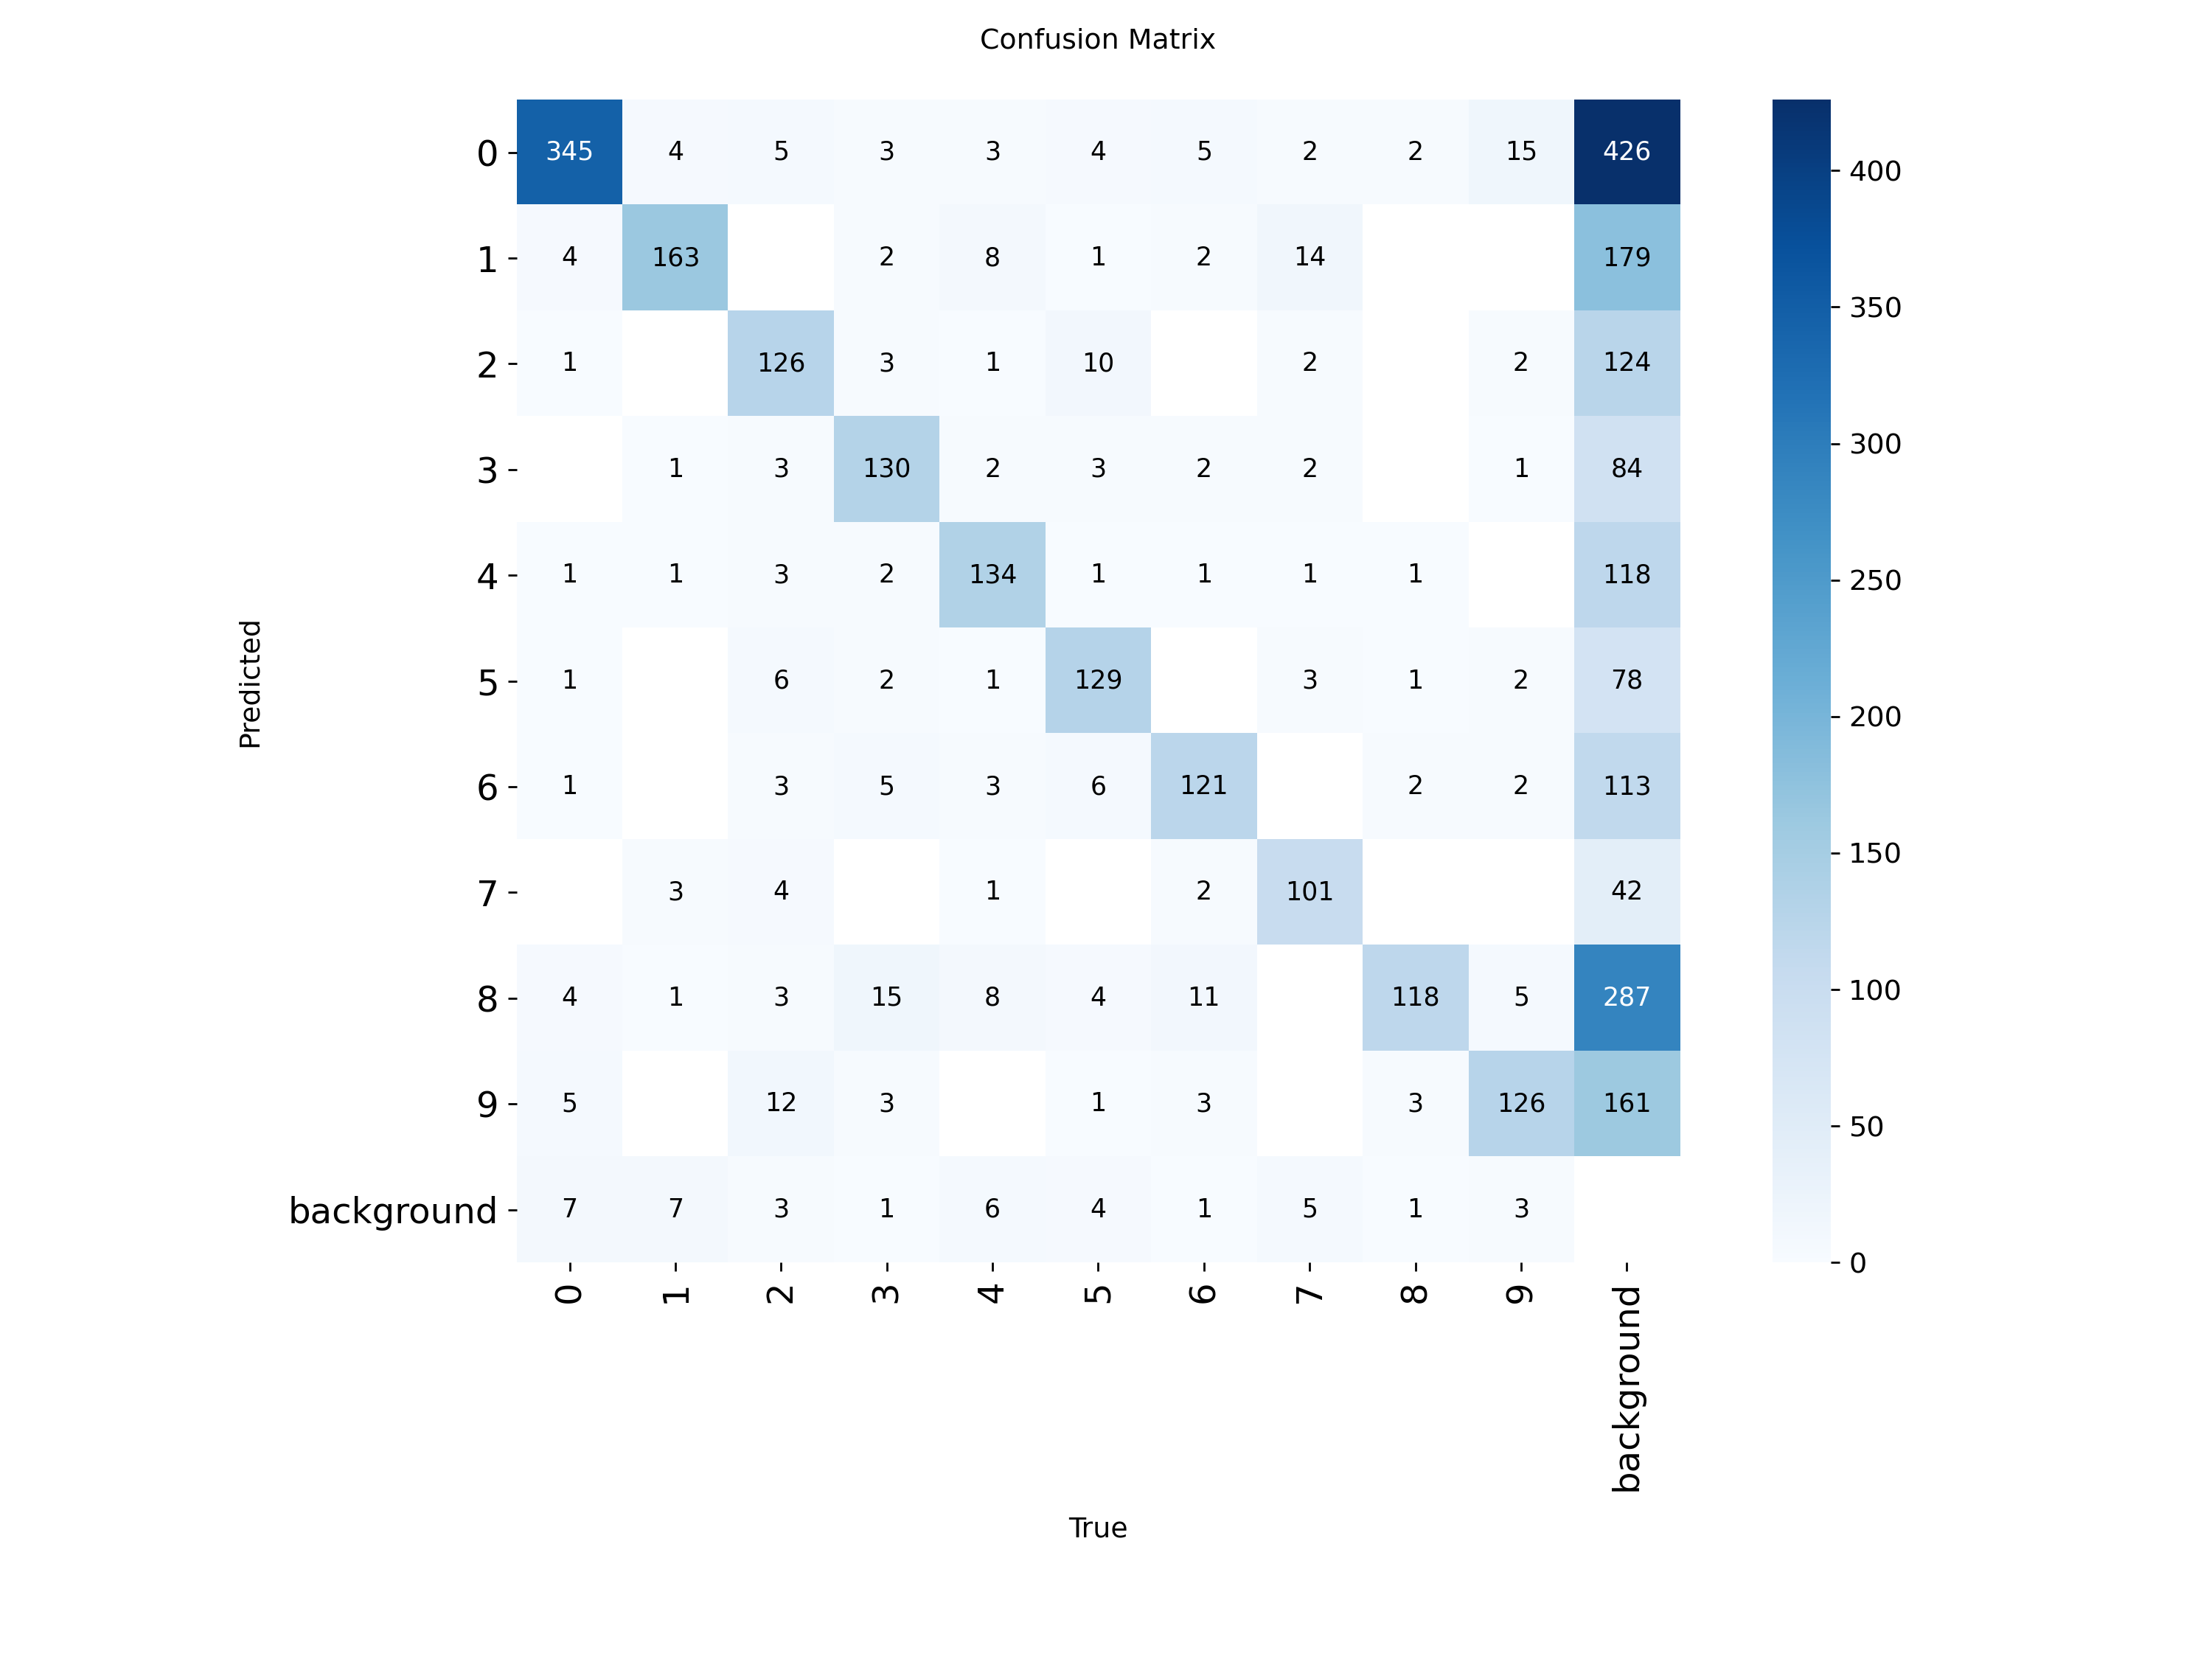 Confusion Matrix
0 345 4 5 3 3 4 5 2 2 15 426
1 4 163 2 8 1 2 14 179
2 1 126 3 1 10 2 2 124
3 1 3 130 2 3 2 2 1 84
4 1 1 3 2 134 1 1 1 1 118
5 1 6 2 1 129 3 1 2 78
6 1 3 5 3 6 121 2 2 113
7 3 4 1 2 101 42
8 4 1 3 15 8 4 11 118 5 287
9 5 12 3 1 3 3 126 161
background 7 7 3 1 6 4 1 5 1 3
0 1 2 3 4 5 6 7 8 9 background
True
Predicted
400
350
300
250
200
150
100
50
0